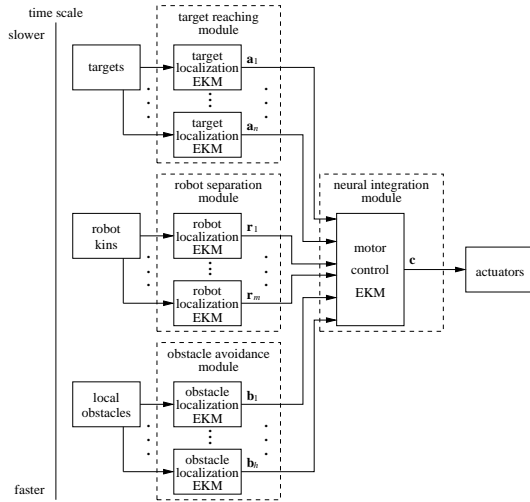 time scale
slower
target reaching
module
targets
target
localization
EKM
a1
target
localization
EKM
an
robot separation
module
neural integration
module
robot
kins
robot
localization
EKM
r1
robot
localization
EKM
rm
motor
control
EKM
c
actuators
obstacle avoidance
module
local
obstacles
obstacle
localization
EKM
b1
obstacle
localization
EKM
bh
faster